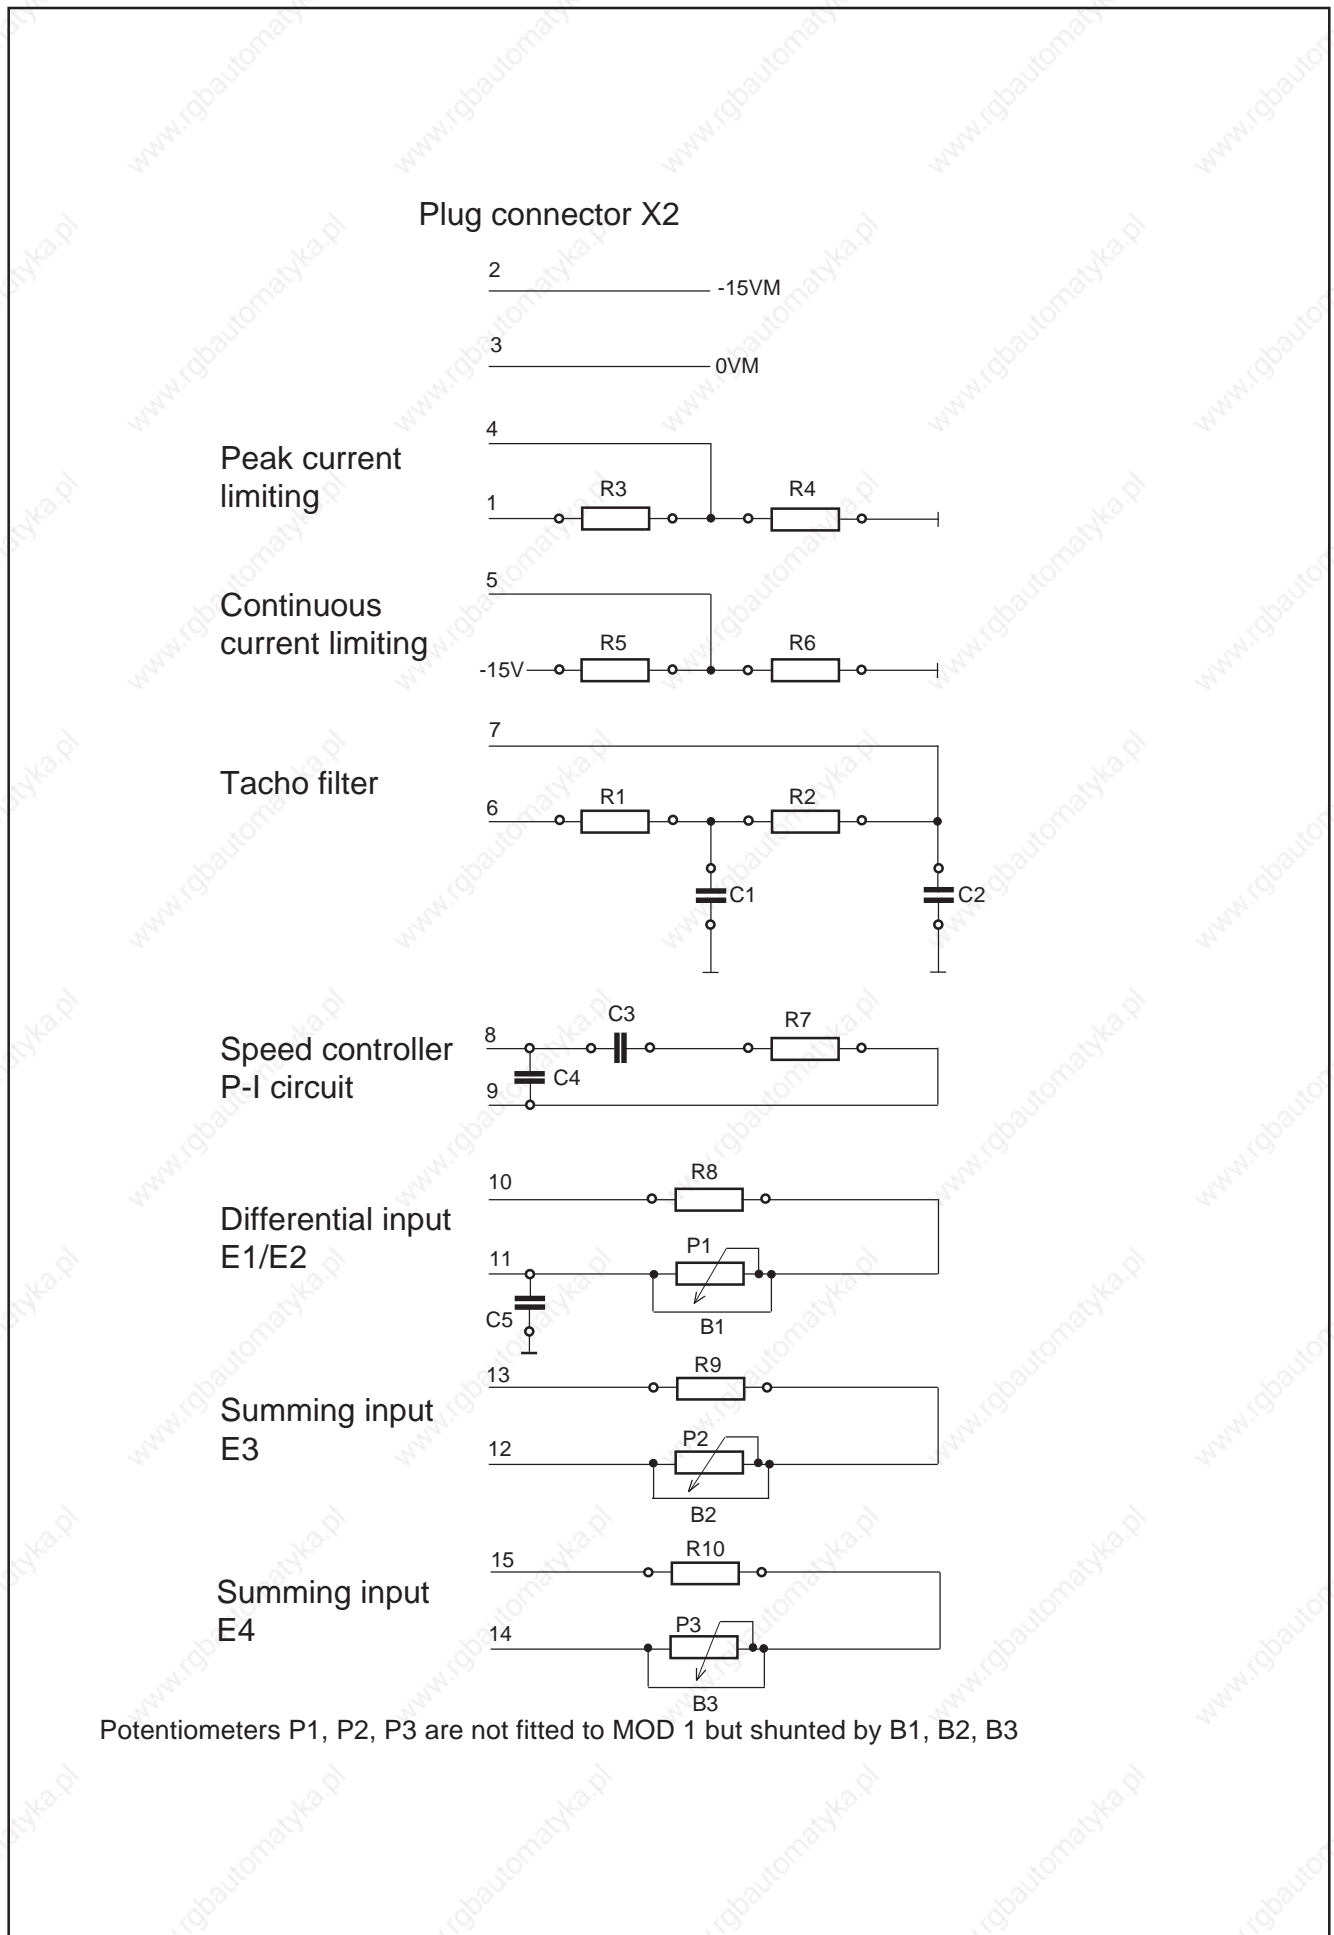 Plug connector X2
2
-15VM
3
0VM
4
Peak current
limiting
1
R3
R4
5
Continuous
current limiting
-15V
R5
R6
7
Tacho filter
6
R1
R2
C1
C2
Speed controller
P-I circuit
8
C3
R7
C4
9
10
R8
Differential input
E1/E2
11
P1
C5
B1
13
R9
Summing input
E3
12
P2
B2
15
R10
Summing input
E4
14
P3
B3
Potentiometers P1, P2, P3 are not fitted to MOD 1 but shunted by B1, B2, B3
www.rgbautomatyka.pl